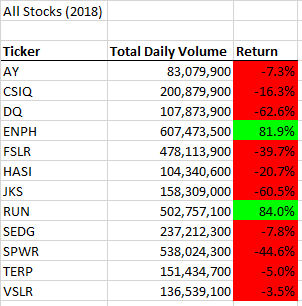 All Stocks (2018)
Ticker Total Daily Volume Return
AY 83,079,900 -7.3%
CSIQ 200,879,900 -16.3%
DQ 107,873,900 -62.6%
ENPH 607,473,500 81.9%
FSLR 478,113,900 -39.7%
HASI 104,340,600 -20.7%
JKS 158,309,000 -60.5%
RUN 502,757,100 84.0%
SEDG 237,212,300 -7.8%
SPWR 538,024,300 -44.6%
TERP 151,434,700 -5.0%
VSLR 136,539,100 -3.5%